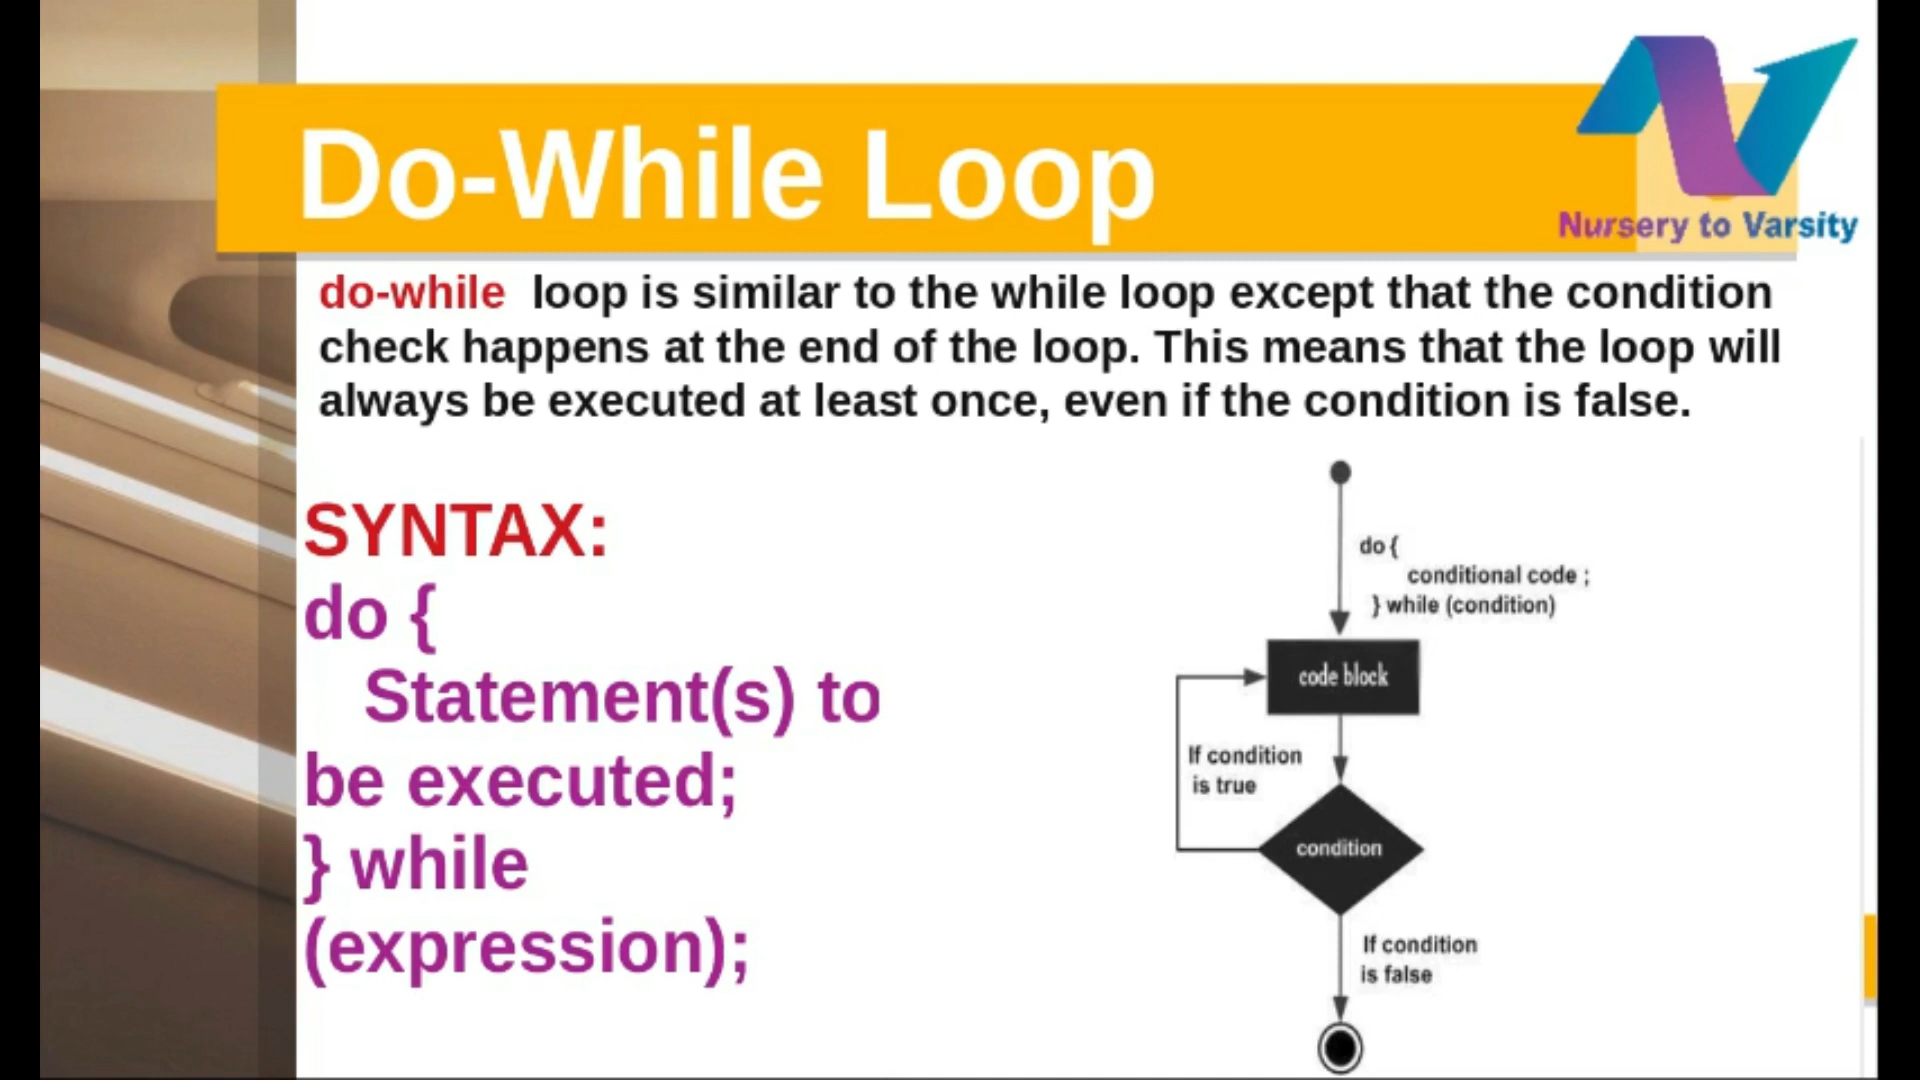 Do-While Loop
Nursery to Varsity
do-while loop is similar to the while loop except that the condition
check happens at the end of the loop. This means that the loop will
always be executed at least once, even if the condition is false.
SYNTAX:
do {
Statement(s) to
be executed;
} while
(expression);
do {
conditional code ;
} while (condition)
code block
If condition
is true
condition
If condition
is false